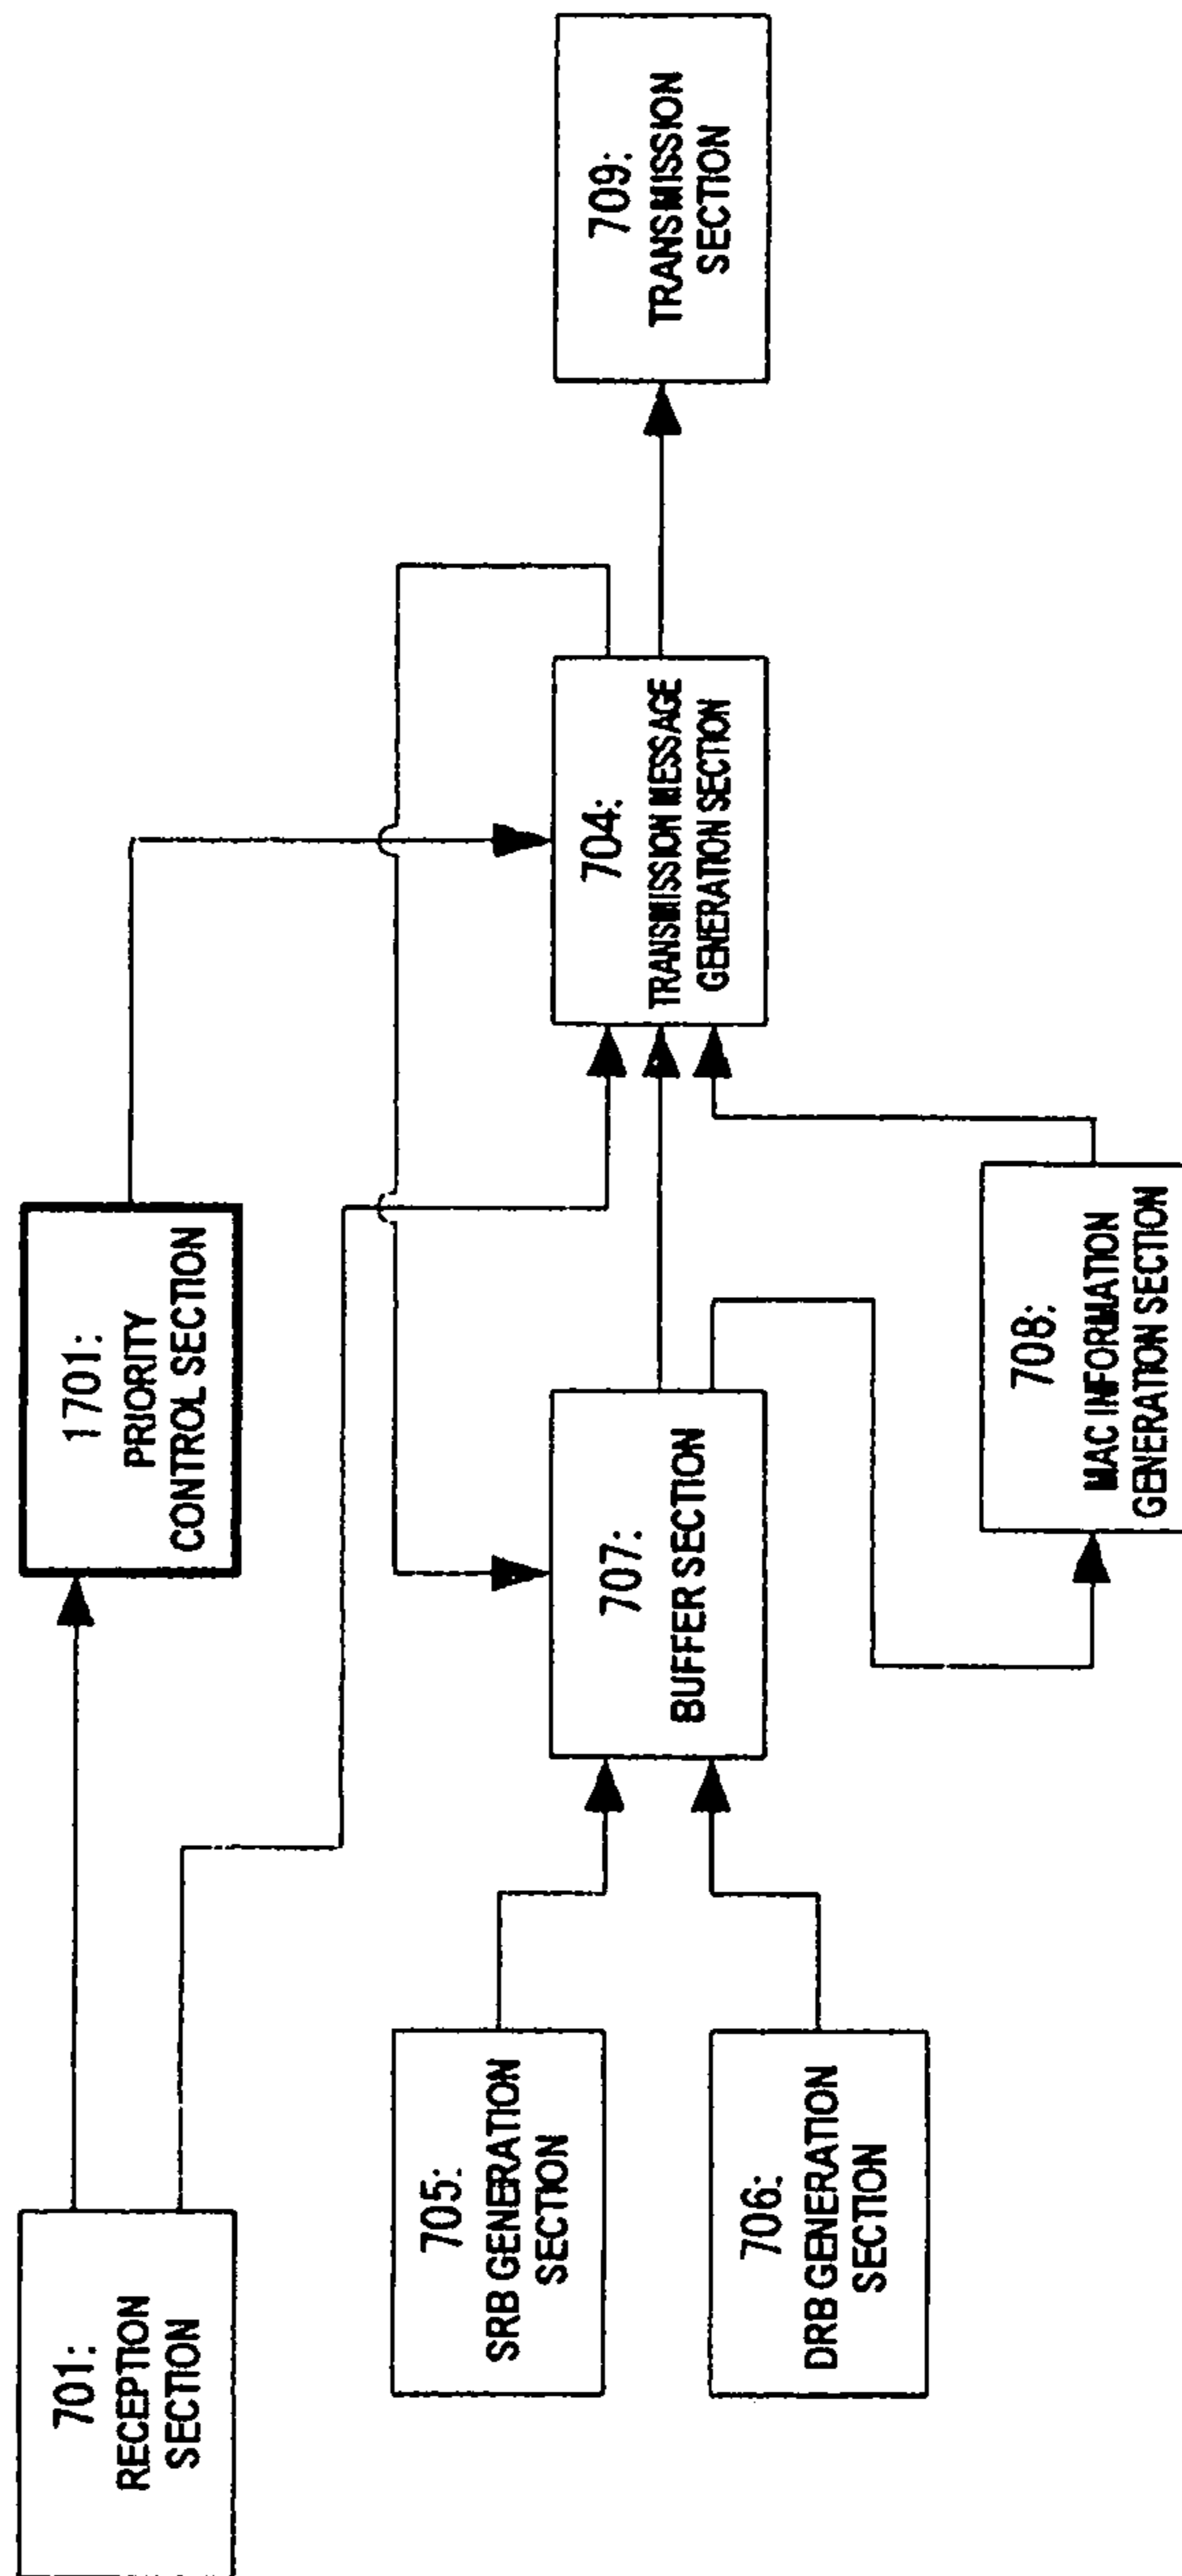 701:
RECEPTION
SECTION
1701:
PRIORITY
CONTROL SECTION
705:
SRB GENERATION
SECTION
706:
DRB GENERATION
SECTION
707:
BUFFER SECTION
708:
MAC INFORMATION
GENERATION SECTION
704:
TRANSMISSION MESSAGE
GENERATION SECTION
709:
TRANSMISSION
SECTION